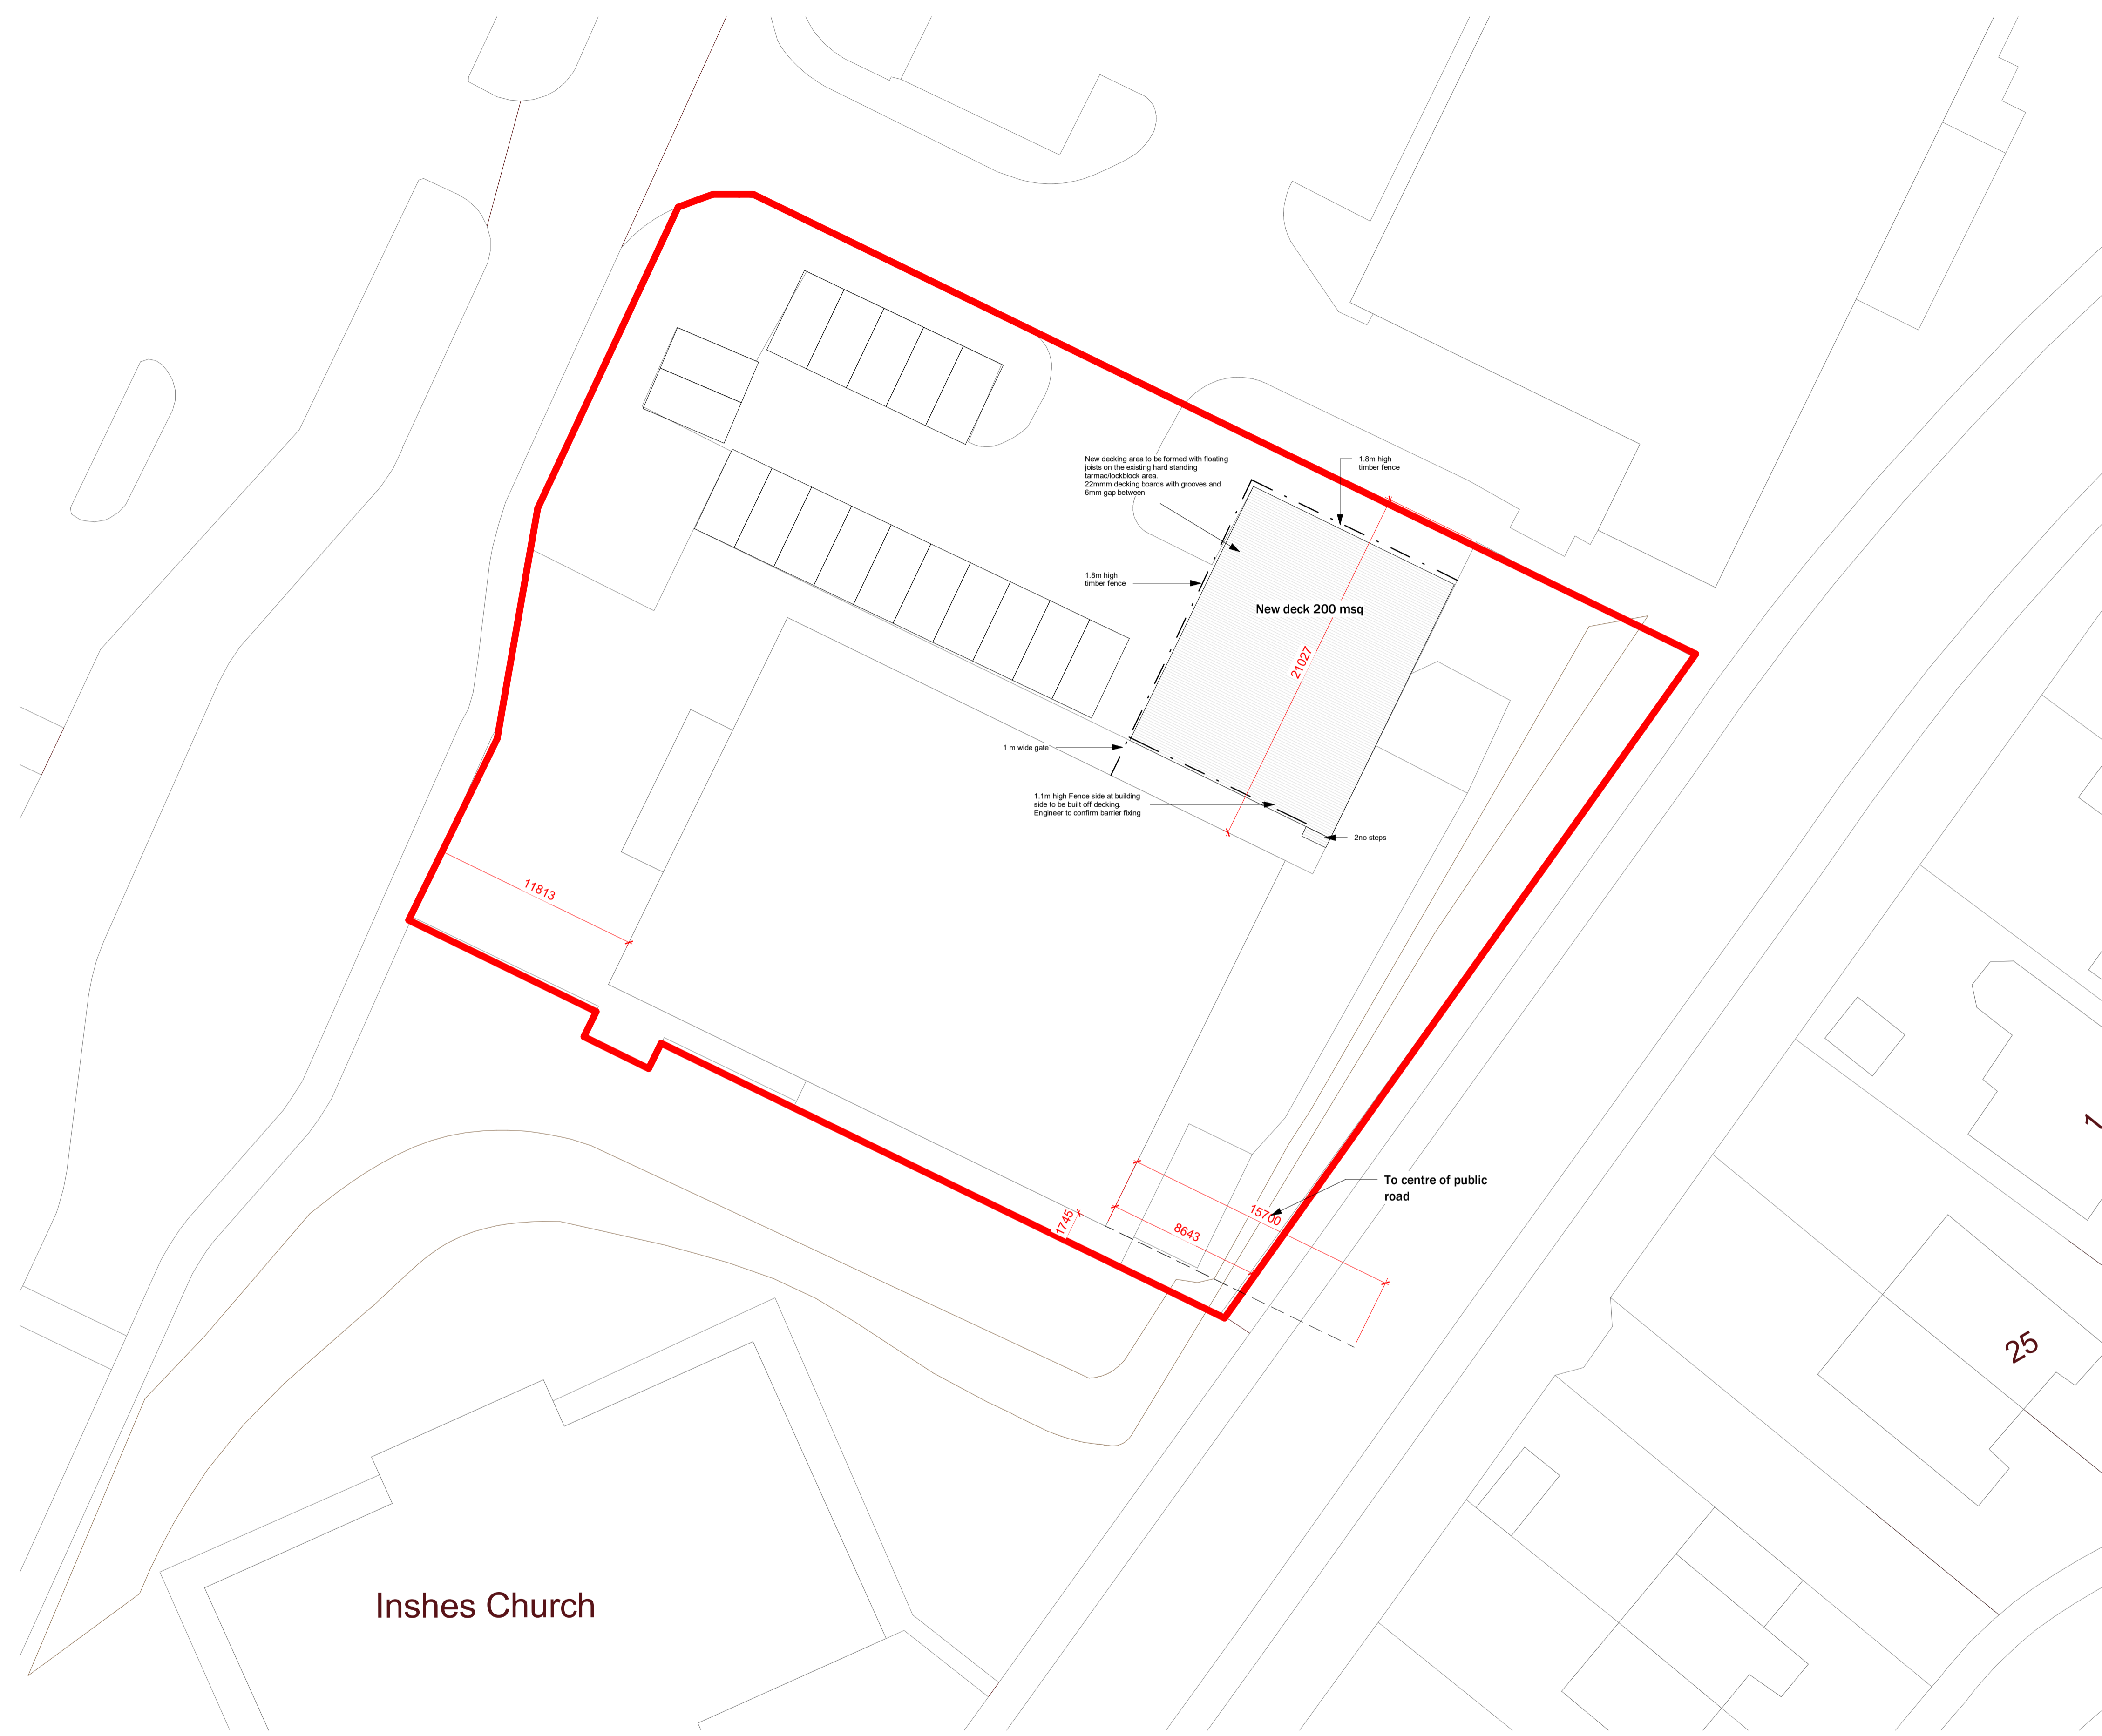 New decking area to be formed with floating
joists on the existing hard standing
tarmac/lockblock area.
22mmm decking boards with grooves and
6mm gap between
1.8m high
timber fence
1.8m high
timber fence
New deck 200 msq
21027
1 m wide gate
1.1m high Fence side at building
side to be built off decking.
Engineer to confirm barrier fixing
2no steps
11813
1745
8643
15700
To centre of public
road
1
25
Inshes Church